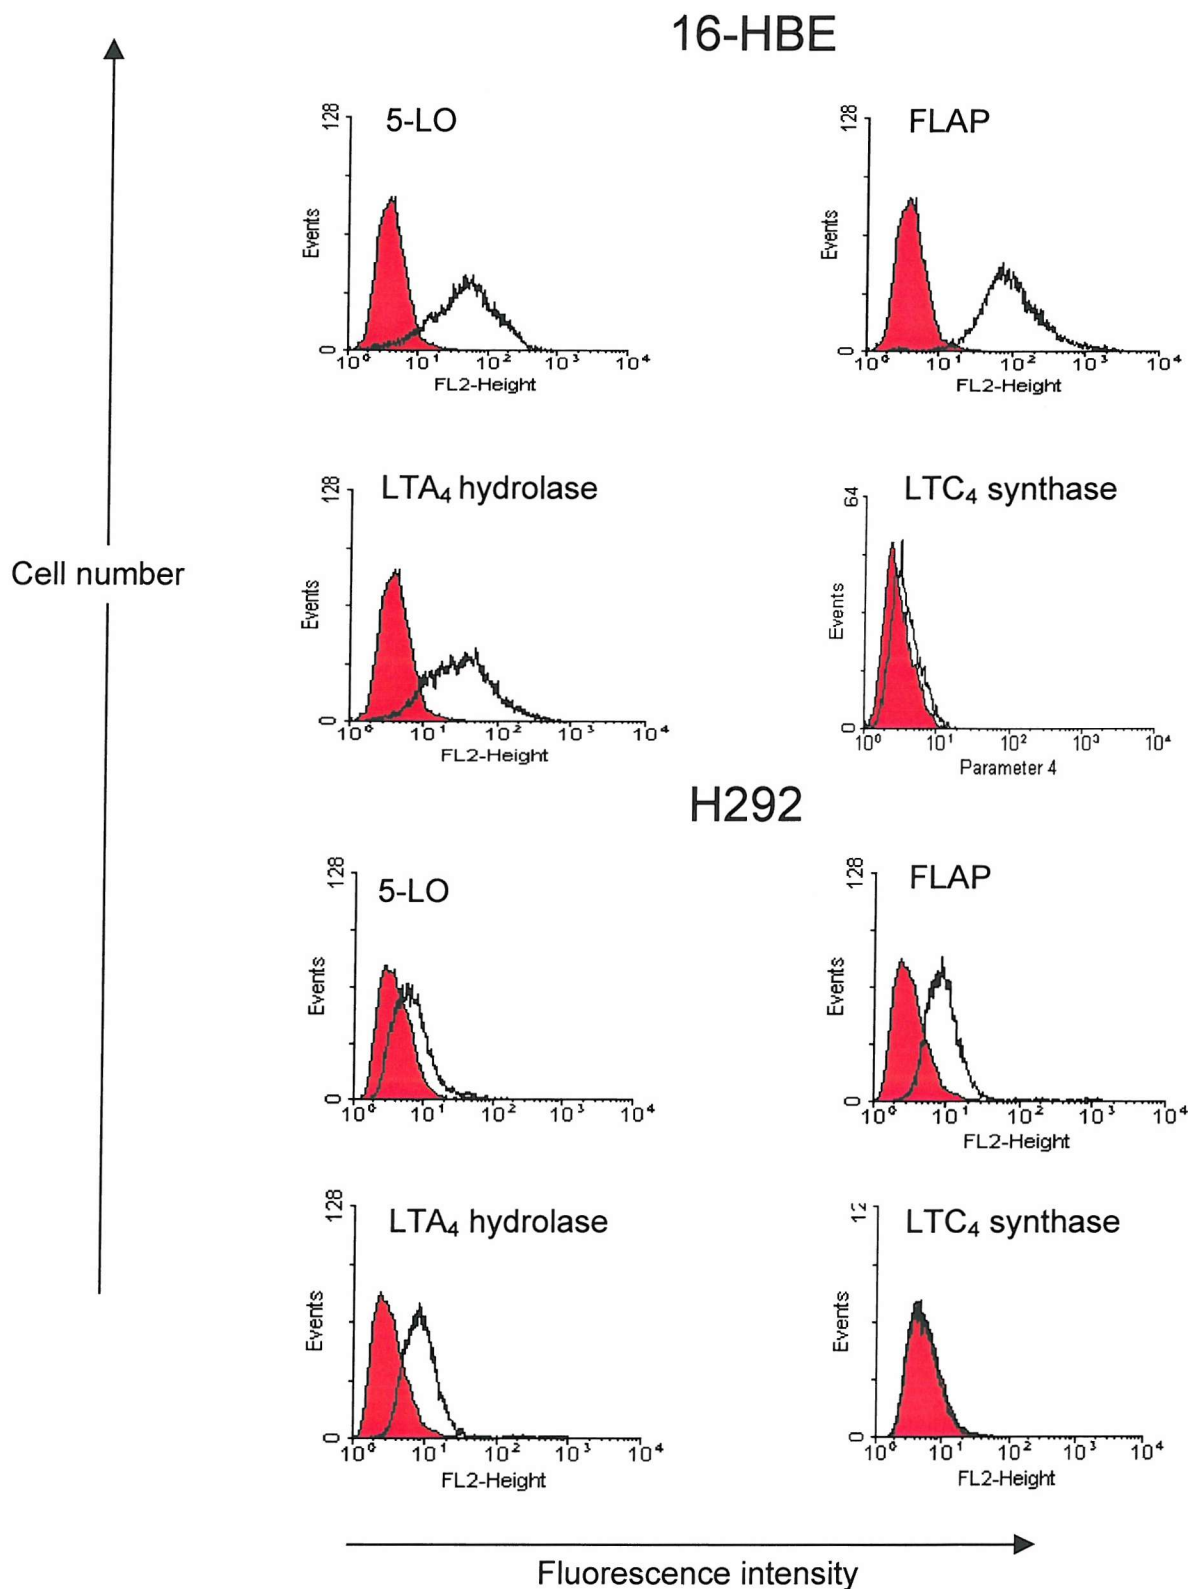 16-HBE
5-LO
128
Events
0
10⁰ 10¹ 10² 10³ 10⁴
FL2-Height
FLAP
128
Events
0
10⁰ 10¹ 10² 10³ 10⁴
FL2-Height
LTA₄ hydrolase
128
Events
0
10⁰ 10¹ 10² 10³ 10⁴
FL2-Height
LTC₄ synthase
64
Events
0
10⁰ 10¹ 10² 10³ 10⁴
Parameter 4
Cell number
H292
5-LO
128
Events
0
10⁰ 10¹ 10² 10³ 10⁴
FLAP
128
Events
0
10⁰ 10¹ 10² 10³ 10⁴
FL2-Height
LTA₄ hydrolase
128
Events
0
10⁰ 10¹ 10² 10³ 10⁴
FL2-Height
LTC₄ synthase
12
Events
0
10⁰ 10¹ 10² 10³ 10⁴
FL2-Height
Fluorescence intensity